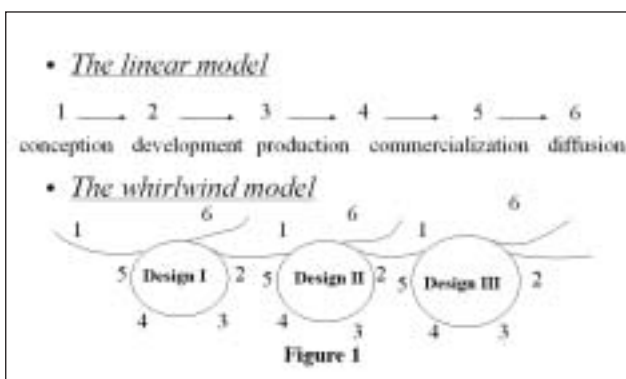 • The linear model
1 → 2 → 3 → 4 → 5 → 6
conception development production commercialization diffusion
• The whirlwind model
6 6 6
1 1 1
5 Design I 2 5 Design II 2 5 Design III 2
4 3 4 3 4 3
Figure 1